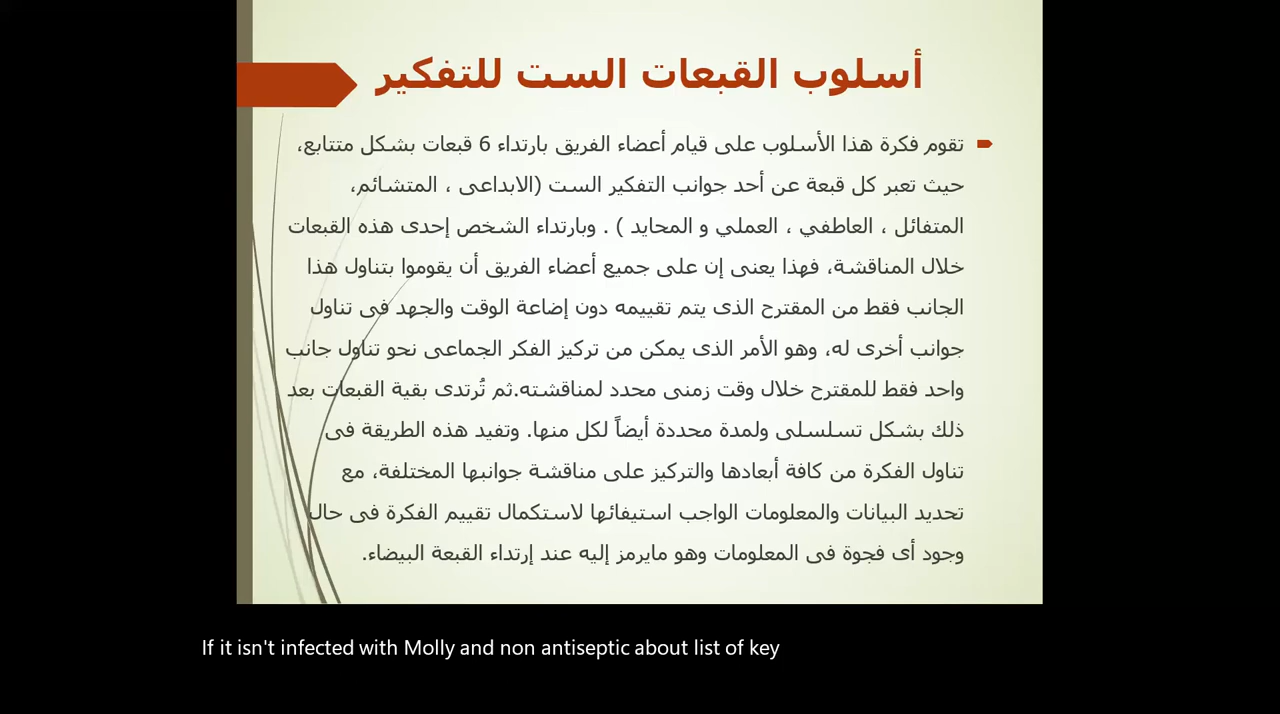 أسلوب القبعات الست للتفكير
تقوم فكرة هذا الأسلوب على قيام أعضاء الفريق بارتداء 6 قبعات بشكل متتابع،
حيث تعبر كل قبعة عن أحد جوانب التفكير الست (الابداعى ، المتشائم،
المتفائل ، العاطفي ، العملي و المحايد ) . وبارتداء الشخص إحدى هذه القبعات
خلال المناقشة، فهذا يعنى إن على جميع أعضاء الفريق أن يقوموا بتناول هذا
الجانب فقط من المقترح الذى يتم تقييمه دون إضاعة الوقت والجهد فى تناول
جوانب أخرى له، وهو الأمر الذى يمكن من تركيز الفكر الجماعى نحو تناول جانب
واحد فقط للمقترح خلال وقت زمنى محدد لمناقشته.ثم تُرتدى بقية القبعات بعد
ذلك بشكل تسلسلى ولمدة محددة أيضاً لكل منها. وتفيد هذه الطريقة فى
تناول الفكرة من كافة أبعادها والتركيز على مناقشة جوانبها المختلفة، مع
تحديد البيانات والمعلومات الواجب استيفائها لاستكمال تقييم الفكرة فى حال
وجود أى فجوة فى المعلومات وهو مايرمز إليه عند إرتداء القبعة البيضاء.
If it isn't infected with Molly and non antiseptic about list of key